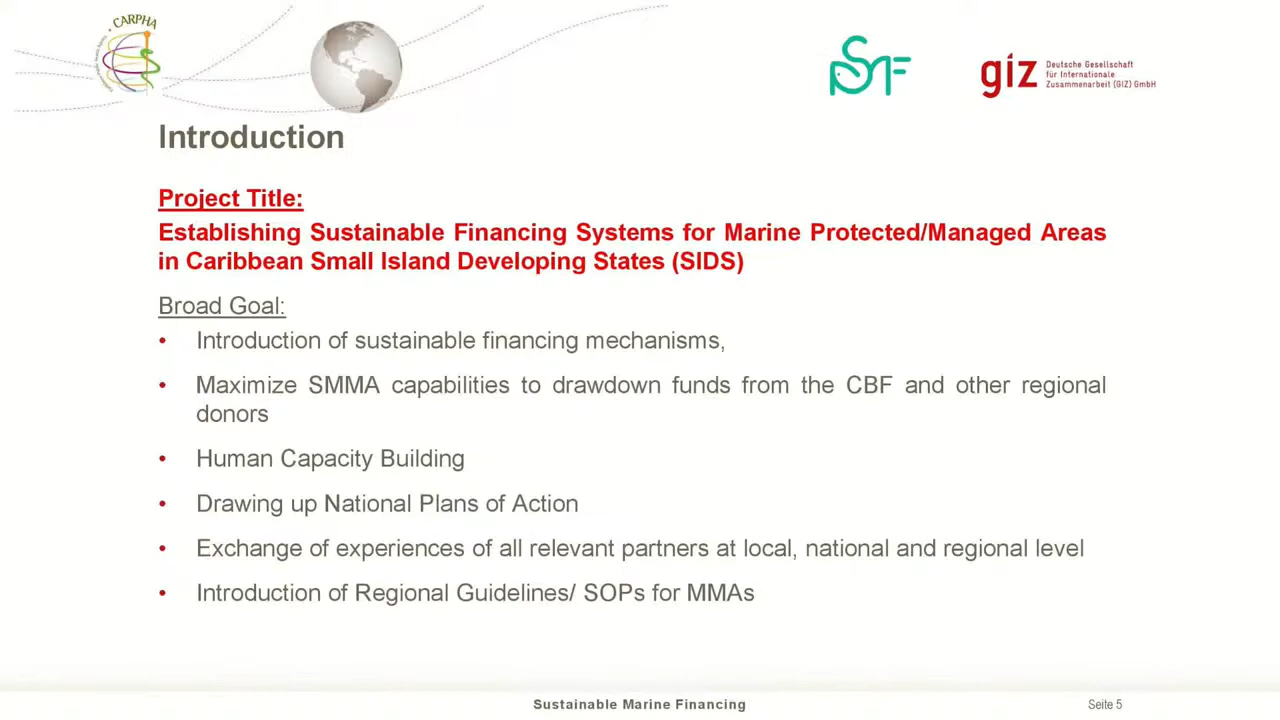 CARPHA
SMF
giz
Deutsche Gesellschaft
für Internationale
Zusammenarbeit (GIZ) GmbH
Introduction
Project Title:
Establishing Sustainable Financing Systems for Marine Protected/Managed Areas
in Caribbean Small Island Developing States (SIDS)
Broad Goal:
• Introduction of sustainable financing mechanisms,
• Maximize SMMA capabilities to drawdown funds from the CBF and other regional
donors
• Human Capacity Building
• Drawing up National Plans of Action
• Exchange of experiences of all relevant partners at local, national and regional level
• Introduction of Regional Guidelines/ SOPs for MMAs
Sustainable Marine Financing
Seite 5